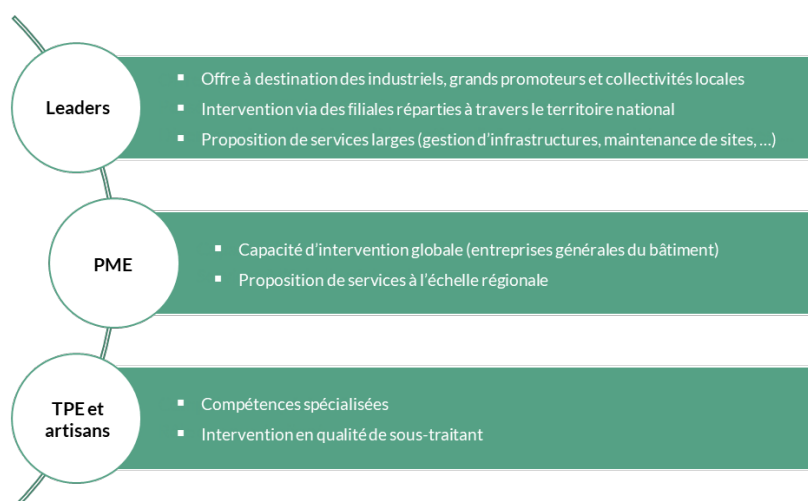 Leaders
▪ Offre à destination des industriels, grands promoteurs et collectivités locales
▪ Intervention via des filiales réparties à travers le territoire national
▪ Proposition de services larges (gestion d’infrastructures, maintenance de sites, …)
PME
▪ Capacité d’intervention globale (entreprises générales du bâtiment)
▪ Proposition de services à l’échelle régionale
TPE et
artisans
▪ Compétences spécialisées
▪ Intervention en qualité de sous-traitant